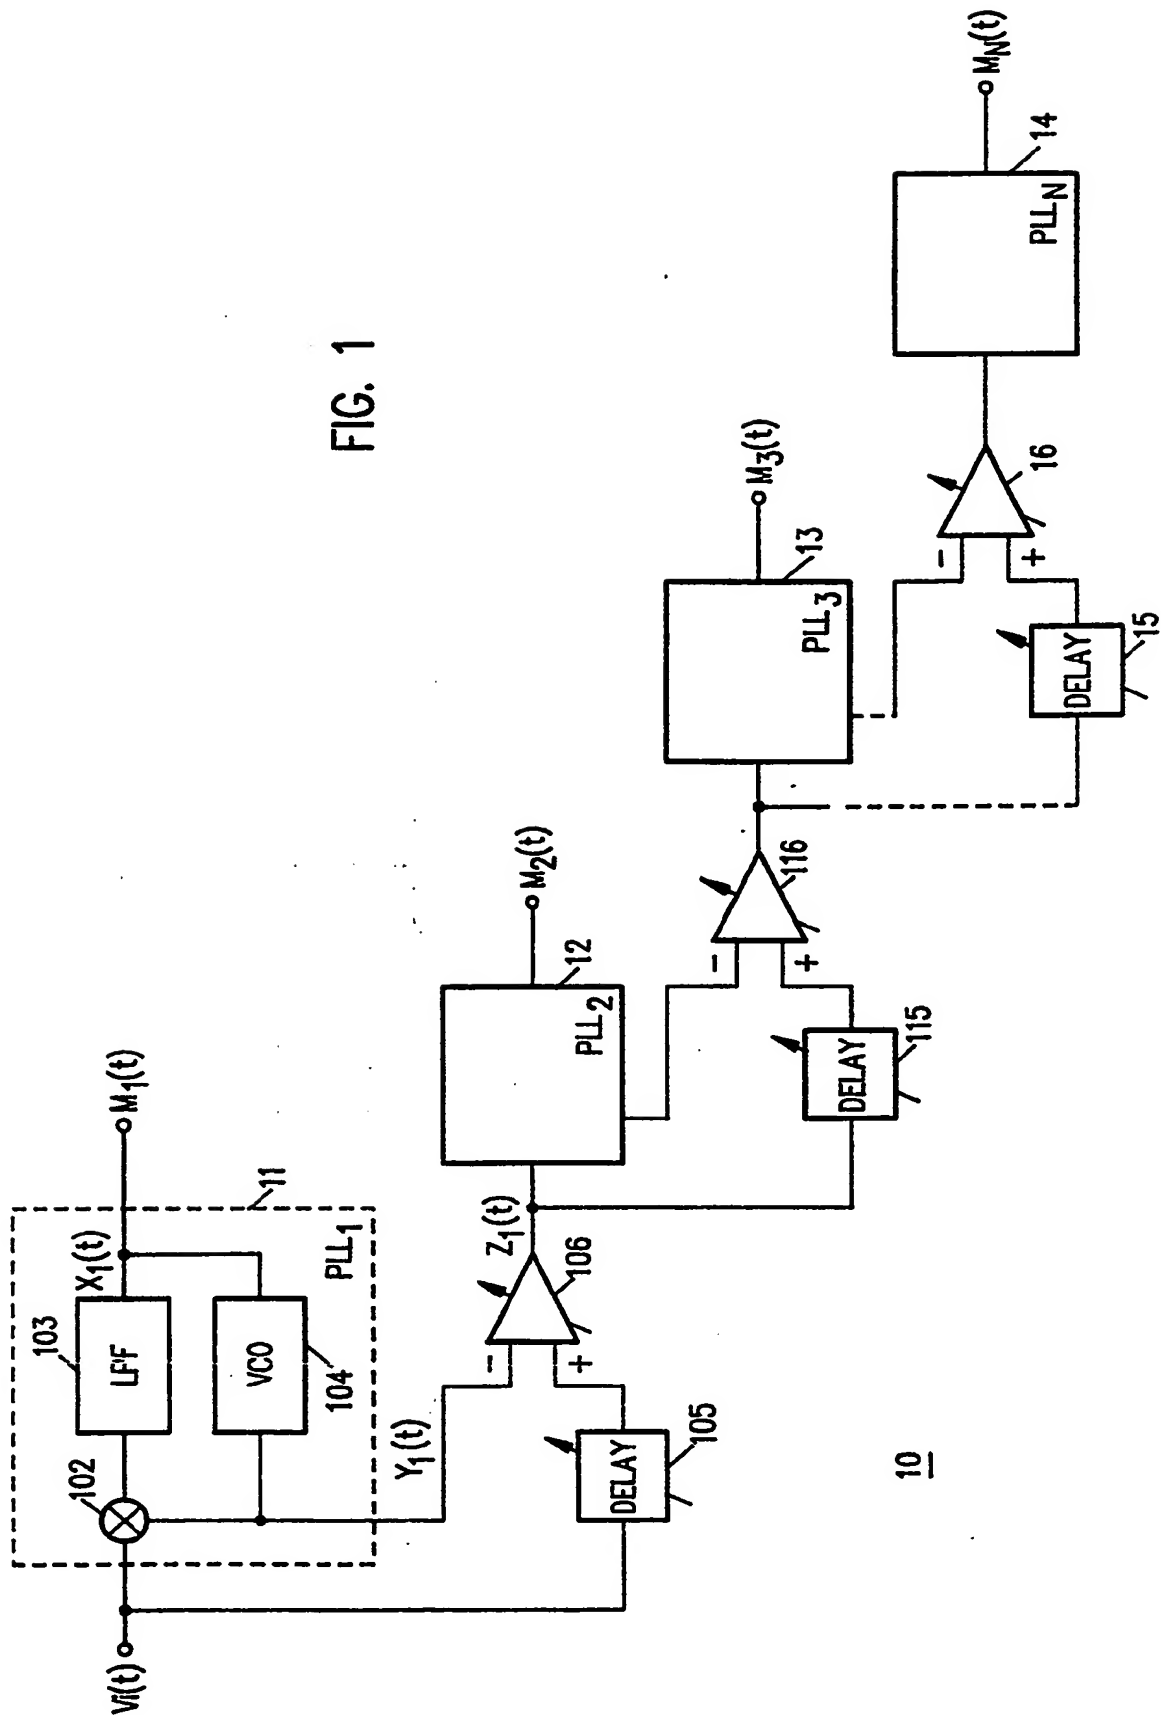 FIG. 1
Vi(t)
102
103
LFF
X1(t)
M1(t)
VCO
104
PLL1
11
Y1(t)
DELAY
105
-
+
106
Z1(t)
PLL2
12
M2(t)
DELAY
115
-
+
116
PLL3
13
M3(t)
DELAY
15
-
+
16
PLLN
14
MN(t)
10